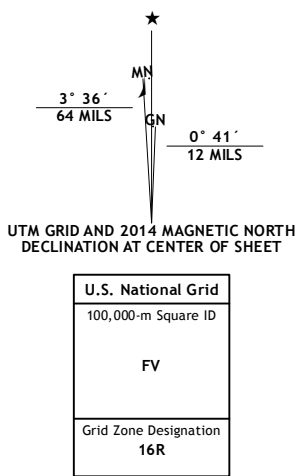 MN
3° 36´
64 MILS
GN
0° 41´
12 MILS
UTM GRID AND 2014 MAGNETIC NORTH
DECLINATION AT CENTER OF SHEET
U.S. National Grid
100,000-m Square ID
FV
Grid Zone Designation
16R